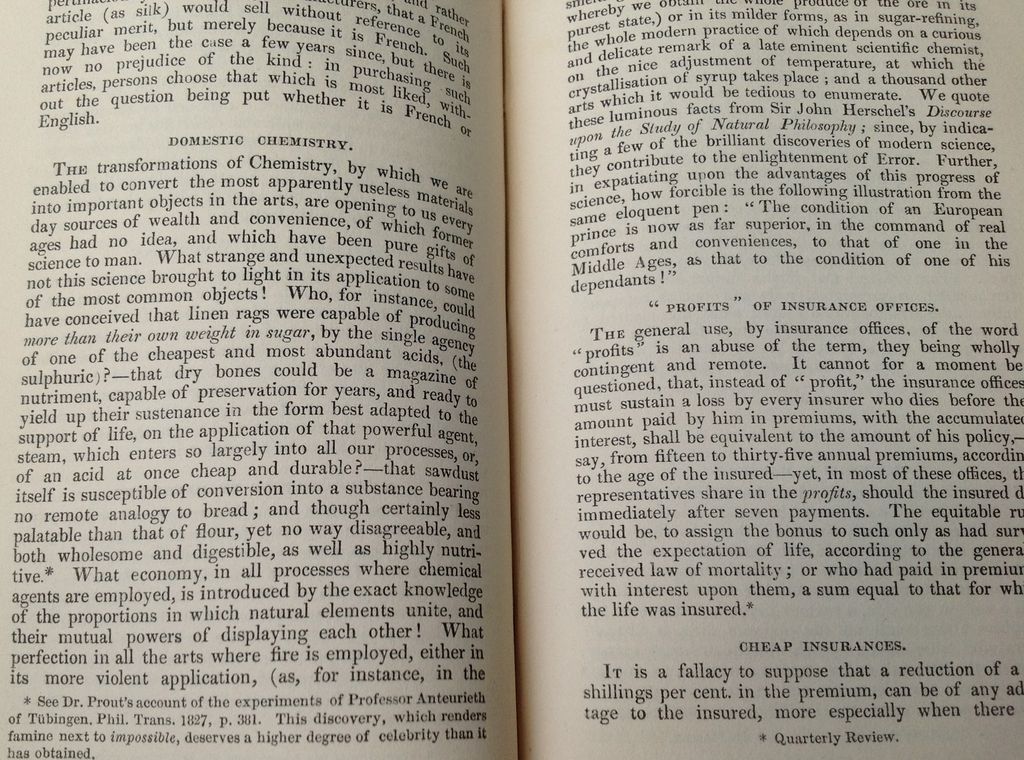 article (as silk) would sell without reference to its
peculiar merit, but merely because it is French. Such
may have been the case a few years since, but there is
now no prejudice of the kind: in purchasing such
articles, persons choose that which is most liked, with-
out the question being put whether it is French or
English.
DOMESTIC CHEMISTRY.
THE transformations of Chemistry, by which we are
enabled to convert the most apparently useless materials
into important objects in the arts, are opening to us every
day sources of wealth and convenience, of which former
ages had no idea, and which have been pure gifts of
science to man. What strange and unexpected results have
not this science brought to light in its application to some
of the most common objects! Who, for instance, could
have conceived that linen rags were capable of producing
more than their own weight in sugar, by the single agency
of one of the cheapest and most abundant acids, (the
sulphuric)?—that dry bones could be a magazine of
nutriment, capable of preservation for years, and ready to
yield up their sustenance in the form best adapted to the
support of life, on the application of that powerful agent,
steam, which enters so largely into all our processes, or,
of an acid at once cheap and durable?—that sawdust
itself is susceptible of conversion into a substance bearing
no remote analogy to bread; and though certainly less
palatable than that of flour, yet no way disagreeable, and
both wholesome and digestible, as well as highly nutri-
tive.* What economy, in all processes where chemical
agents are employed, is introduced by the exact knowledge
of the proportions in which natural elements unite, and
their mutual powers of displaying each other! What
perfection in all the arts where fire is employed, either in
its more violent application, (as, for instance, in the
* See Dr. Prout's account of the experiments of Professor Anteurieth
of Tübingen, Phil. Trans. 1827, p. 381. This discovery, which renders
famine next to impossible, deserves a higher degree of celebrity than it
has obtained.
whereby we obtain the whole produce of the ore in its
purest state,) or in its milder forms, as in sugar-refining,
the whole modern practice of which depends on a curious
and delicate remark of a late eminent scientific chemist,
on the nice adjustment of temperature, at which the
crystallisation of syrup takes place; and a thousand other
arts which it would be tedious to enumerate. We quote
these luminous facts from Sir John Herschel's Discourse
upon the Study of Natural Philosophy; since, by indica-
ting a few of the brilliant discoveries of modern science,
they contribute to the enlightenment of Error. Further,
in expatiating upon the advantages of this progress of
science, how forcible is the following illustration from the
same eloquent pen: "The condition of an European
prince is now as far superior, in the command of real
comforts and conveniences, to that of one in the
Middle Ages, as that to the condition of one of his
dependants!"
"PROFITS" OF INSURANCE OFFICES.
THE general use, by insurance offices, of the word
"profits" is an abuse of the term, they being wholly
contingent and remote. It cannot for a moment be
questioned, that, instead of "profit," the insurance offices
must sustain a loss by every insurer who dies before the
amount paid by him in premiums, with the accumulated
interest, shall be equivalent to the amount of his policy,—
say, from fifteen to thirty-five annual premiums, accordin
to the age of the insured—yet, in most of these offices, th
representatives share in the profits, should the insured d
immediately after seven payments. The equitable ru
would be, to assign the bonus to such only as had sur
ved the expectation of life, according to the genera
received law of mortality; or who had paid in premium
with interest upon them, a sum equal to that for wh
the life was insured.*
CHEAP INSURANCES.
IT is a fallacy to suppose that a reduction of a
shillings per cent. in the premium, can be of any ad
tage to the insured, more especially when there
* Quarterly Review.